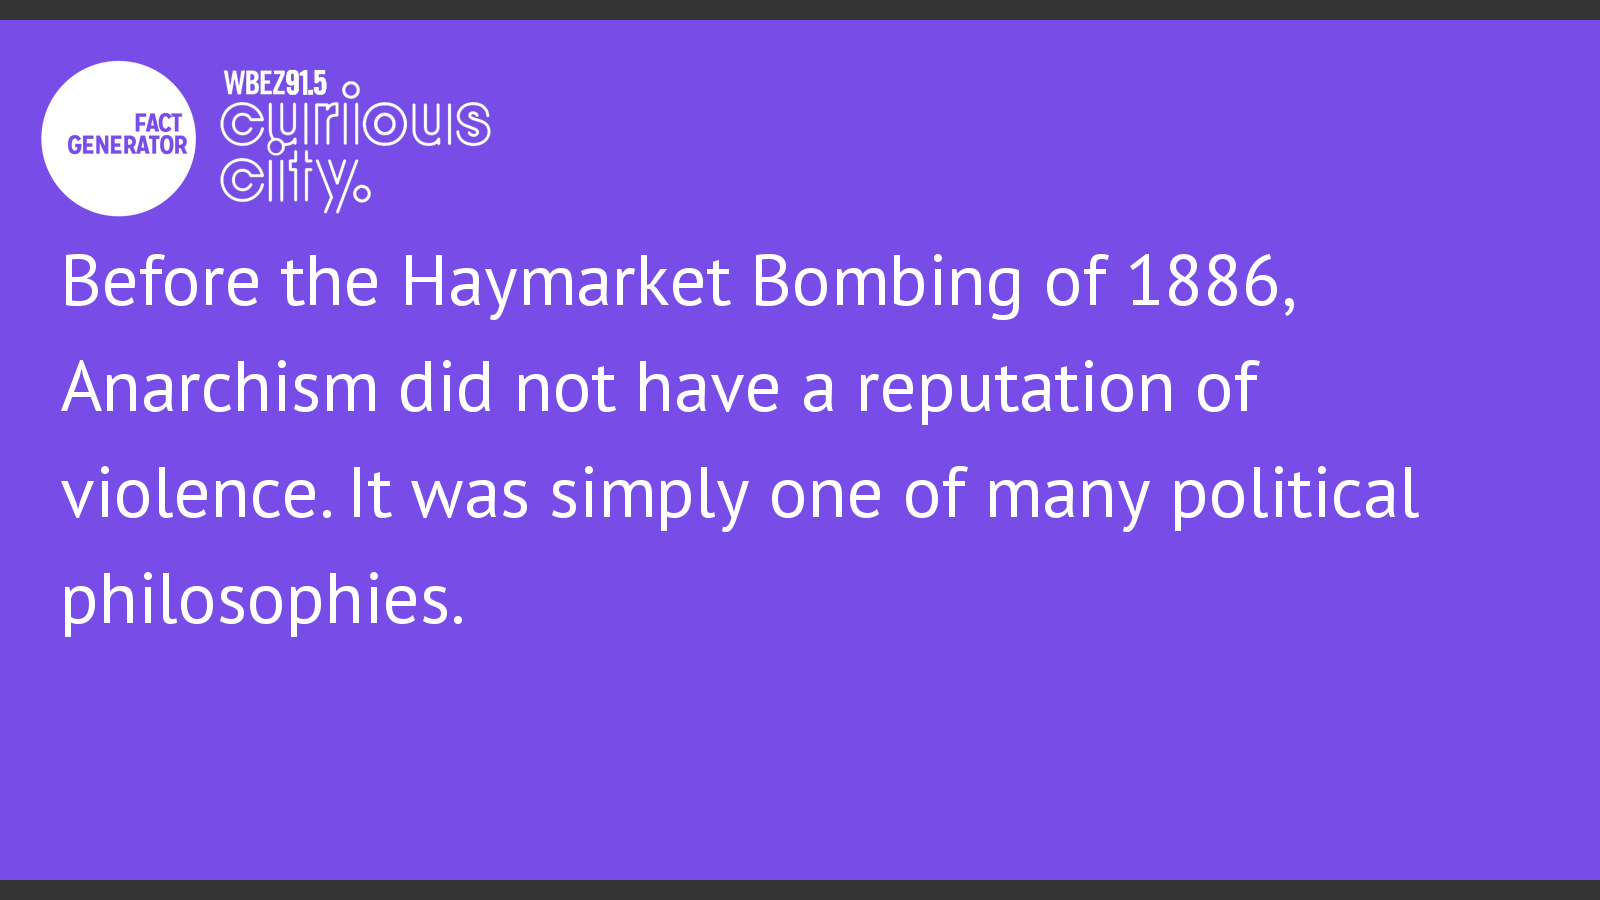 FACT
GENERATOR
WBEZ91.5
curious
city.
Before the Haymarket Bombing of 1886,
Anarchism did not have a reputation of
violence. It was simply one of many political
philosophies.